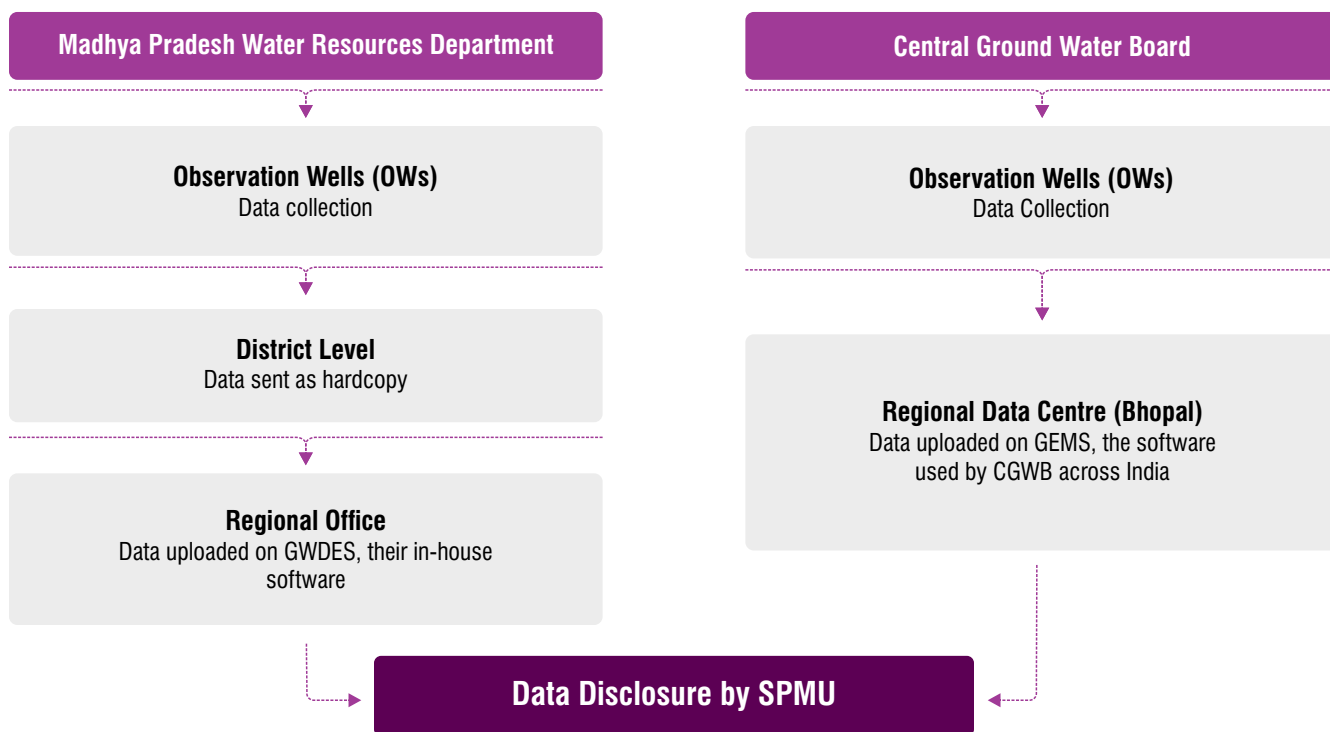 Madhya Pradesh Water Resources Department
Observation Wells (OWs)
Data collection
District Level
Data sent as hardcopy
Regional Office
Data uploaded on GWDES, their in-house
software
Central Ground Water Board
Observation Wells (OWs)
Data Collection
Regional Data Centre (Bhopal)
Data uploaded on GEMS, the software
used by CGWB across India
Data Disclosure by SPMU